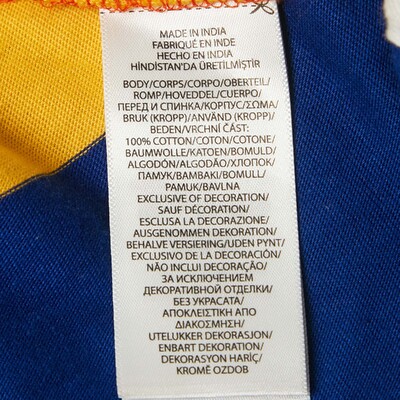 MADE IN INDIA
FABRIQUÉ EN INDE
HECHO EN INDIA
HİNDİSTAN'DA ÜRETİLMİŞTİR
BODY/CORPS/CORPO/OBERTEIL/
ROMP/HOVEDDEL/CUERPO/
ПЕРЕД И СПИНКА/КОРПУС/ΣΩΜΑ/
BRUK (KROPP)/ANVÄND (KROPP)/
BEDEN/VRCHNÍ ČÁST:
100% COTTON/COTON/COTONE/
BAUMWOLLE/KATOEN/BOMULD/
ALGODÓN/ALGODÃO/ХЛОПОК/
ПАМУК/ΒΑΜΒΑΚΙ/BOMULL/
PAMUK/BAVLNA
EXCLUSIVE OF DECORATION/
SAUF DÉCORATION/
ESCLUSA LA DECORAZIONE/
AUSGENOMMEN DEKORATION/
BEHALVE VERSIERING/UDEN PYNT/
EXCLUSIVO DE LA DECORACIÓN/
NÃO INCLUI DECORAÇÃO/
ЗА ИСКЛЮЧЕНИЕМ
ДЕКОРАТИВНОЙ ОТДЕЛКИ/
БЕЗ УКРАСАТА/
ΑΠΟΚΛΕΙΣΤΙΚΗ ΑΠΟ
ΔΙΑΚΟΣΜΗΣΗ/
UTELUKKER DEKORASJON/
ENBART DEKORATION/
DEKORASYON HARİÇ/
KROMĚ OZDOB